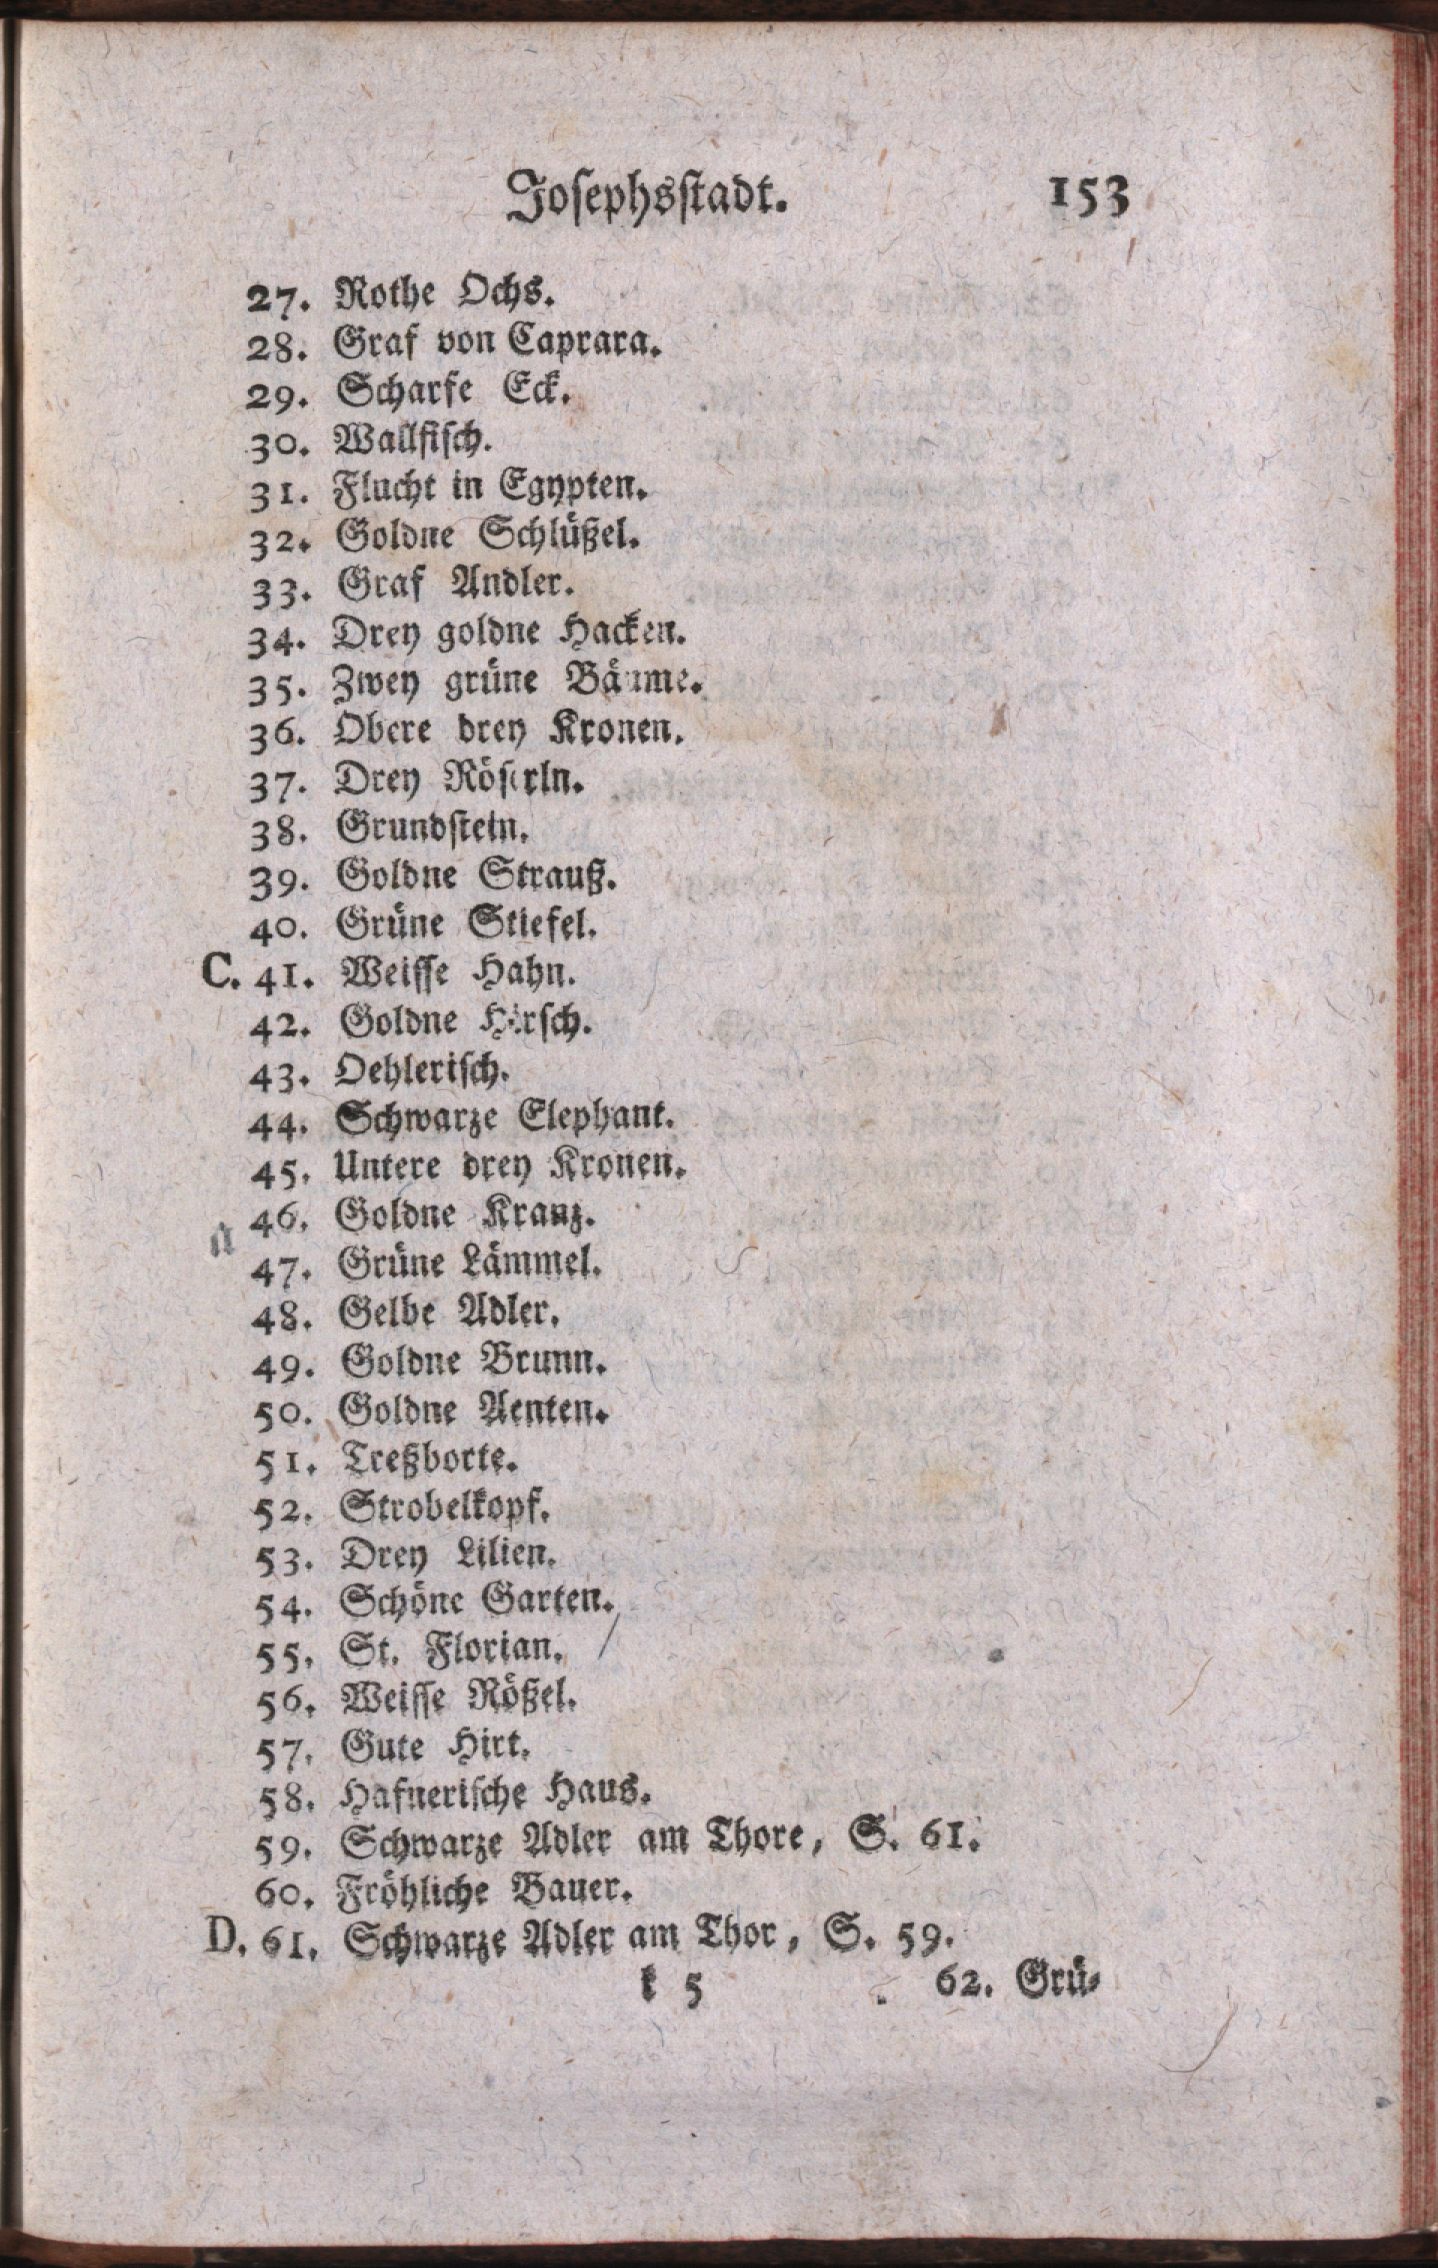 Josephsstadt. 153
27. Rothe Ochs.
28. Graf von Caprara.
29. Scharfe Eck.
30. Wallfisch.
31. Flucht in Egypten.
32. Goldne Schlüßel.
33. Graf Andler.
34. Drey goldne Hacken.
35. Zwey grüne Bäume.
36. Obere drey Kronen.
37. Drey Röserln.
38. Grundstein.
39. Goldne Strauß.
40. Grüne Stiefel.
C. 41. Weisse Hahn.
42. Goldne Hirsch.
43. Oehlerisch.
44. Schwarze Elephant.
45. Untere drey Kronen.
46. Goldne Kranz.
47. Grüne Lämmel.
48. Gelbe Adler.
49. Goldne Brunn.
50. Goldne Aenten.
51. Treßborte.
52. Strobelkopf.
53. Drey Lilien.
54. Schöne Garten.
55. St. Florian.
56. Weisse Rößel.
57. Gute Hirt.
58. Hafnerische Haus.
59. Schwarze Adler am Thore, S. 61.
60. Fröhliche Bauer.
D. 61. Schwarze Adler am Thor, S. 59.
k 5 62. Grü-